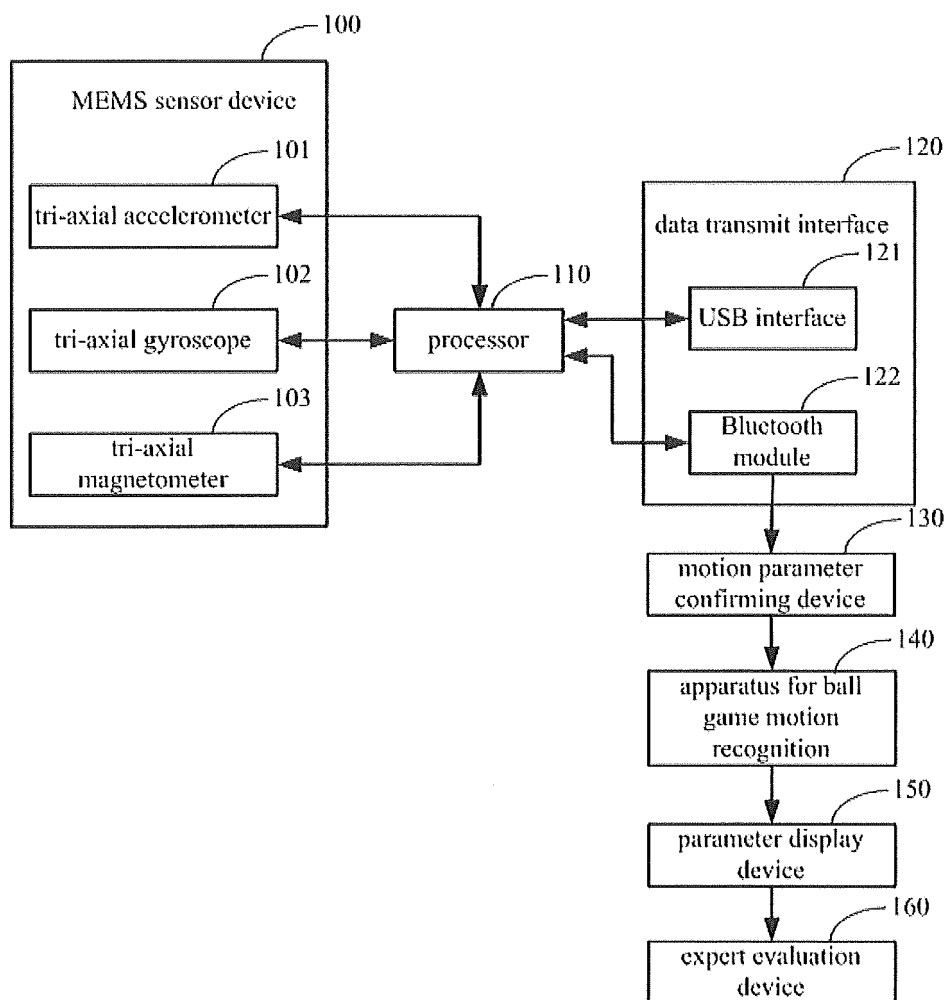 100
MEMS sensor device
101
tri-axial accelerometer
102
tri-axial gyroscope
103
tri-axial
magnetometer
110
processor
120
data transmit interface
121
USB interface
122
Bluetooth
module
130
motion parameter
confirming device
140
apparatus for ball
game motion
recognition
150
parameter display
device
160
expert evaluation
device